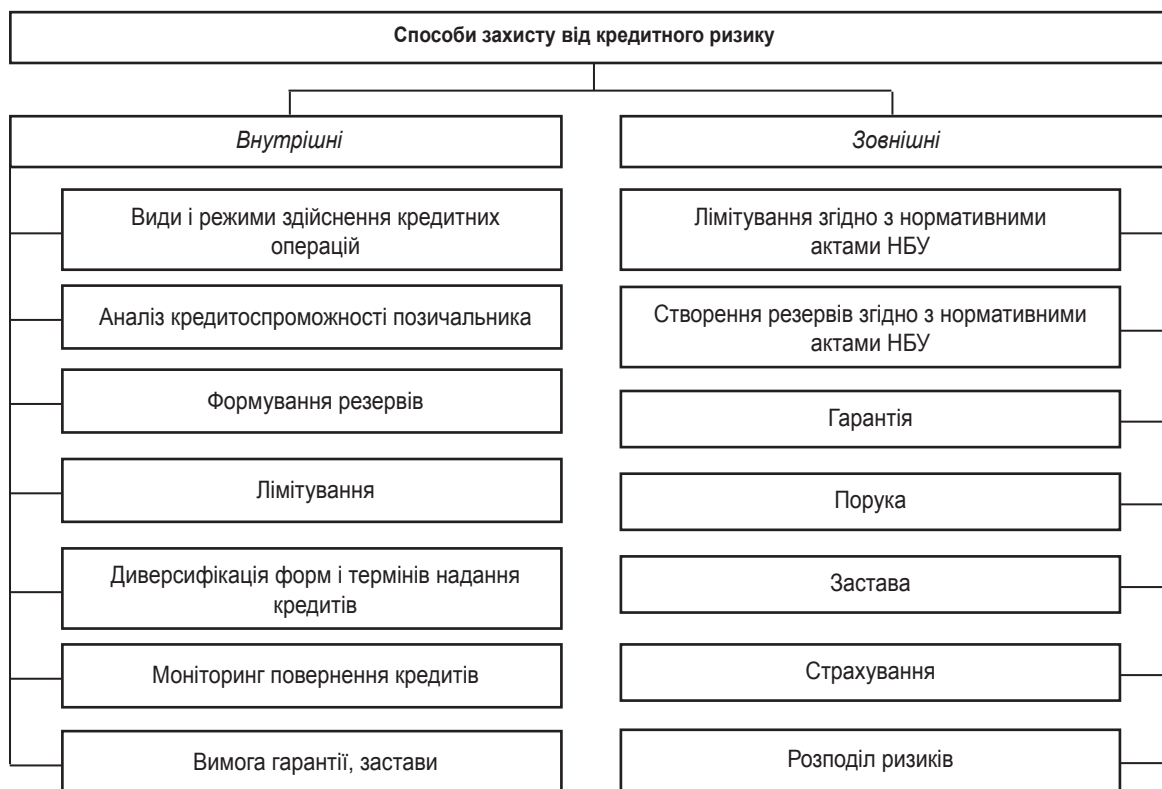 Способи захисту від кредитного ризику
Внутрішні
Види і режими здійснення кредитних
операцій
Аналіз кредитоспроможності позичальника
Формування резервів
Лімітування
Диверсифікація форм і термінів надання
кредитів
Моніторинг повернення кредитів
Вимога гарантії, застави
Зовнішні
Лімітування згідно з нормативними
актами НБУ
Створення резервів згідно з нормативними
актами НБУ
Гарантія
Порука
Застава
Страхування
Розподіл ризиків